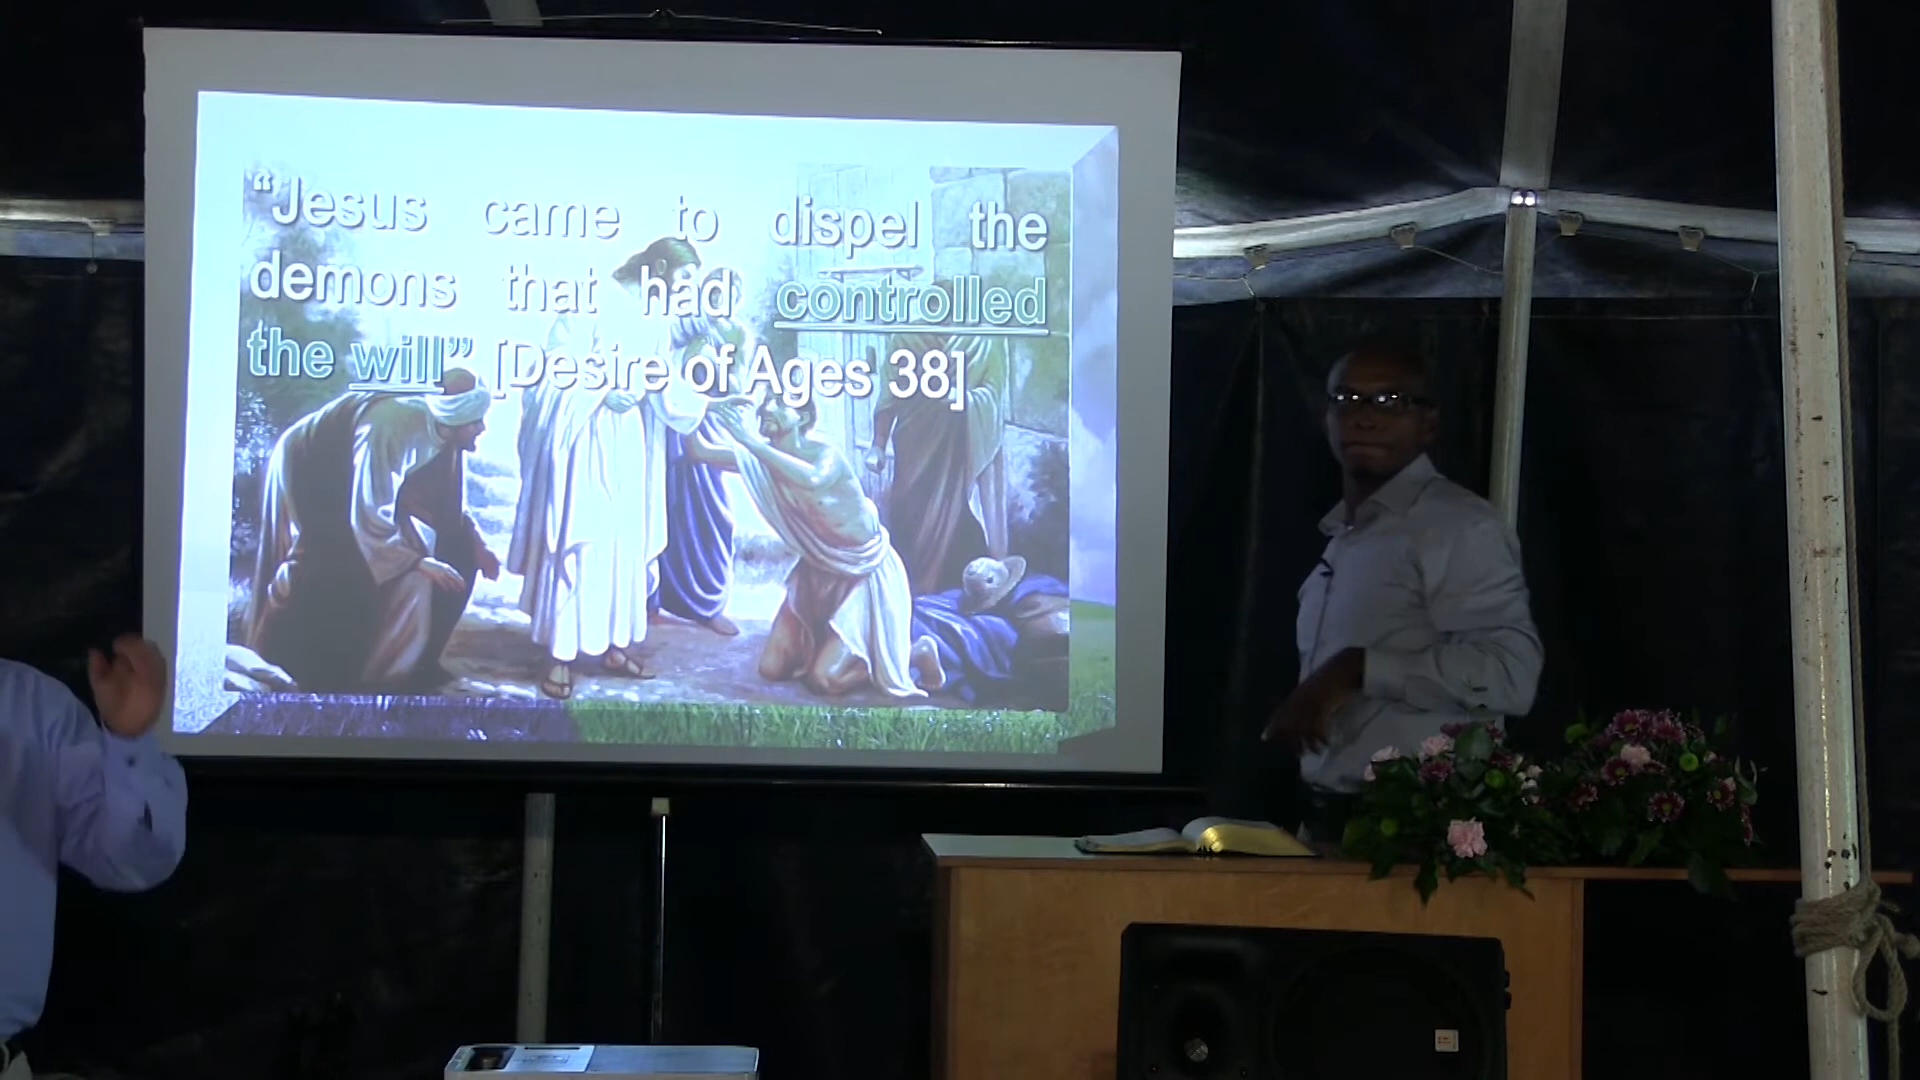 “Jesus came to dispel the
demons that had controlled
the will” [Desire of Ages 38]